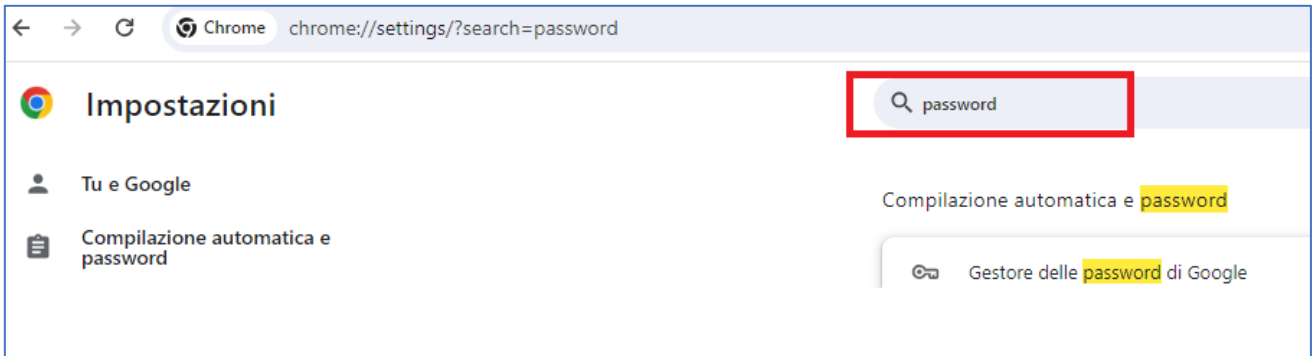 Chrome chrome://settings/?search=password
Impostazioni
password
Tu e Google
Compilazione automatica e
password
Compilazione automatica e password
Gestore delle password di Google